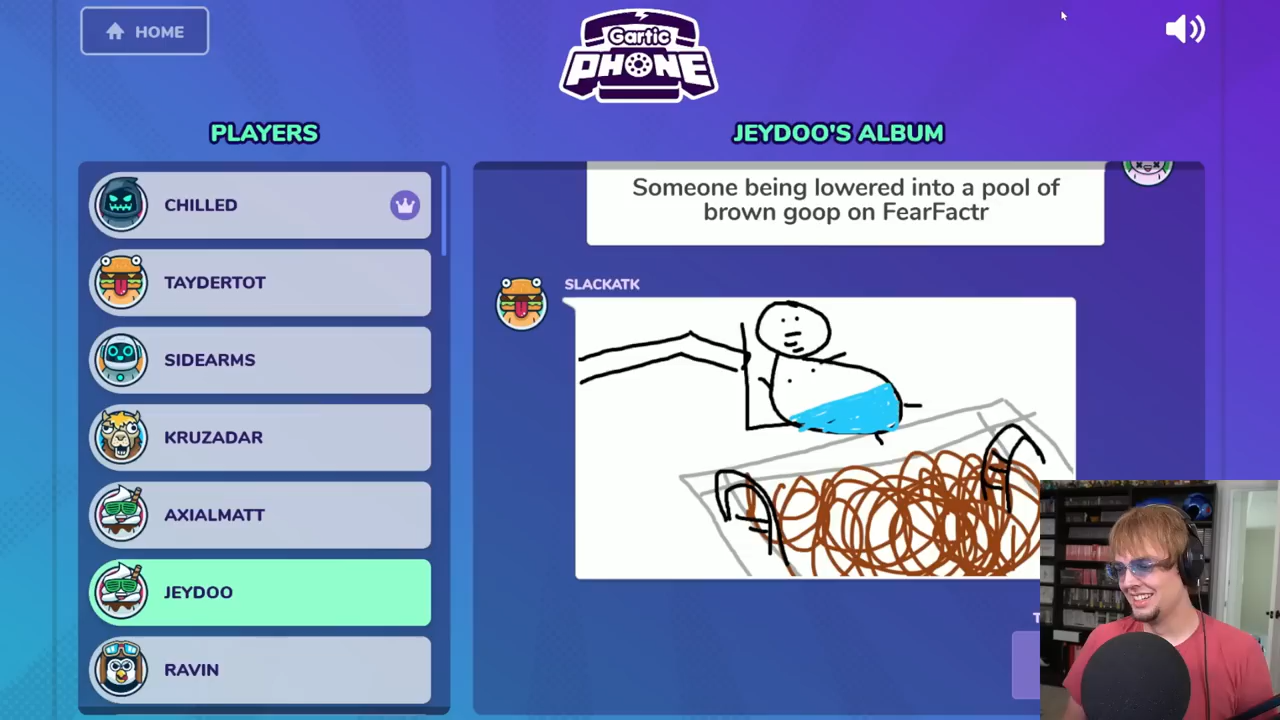 HOME
Gartic
PHONE
PLAYERS
CHILLED
TAYDERTOT
SIDEARMS
KRUZADAR
AXIALMATT
JEYDOO
RAVIN
JEYDOO'S ALBUM
Someone being lowered into a pool of
brown goop on FearFactr
SLACKATK